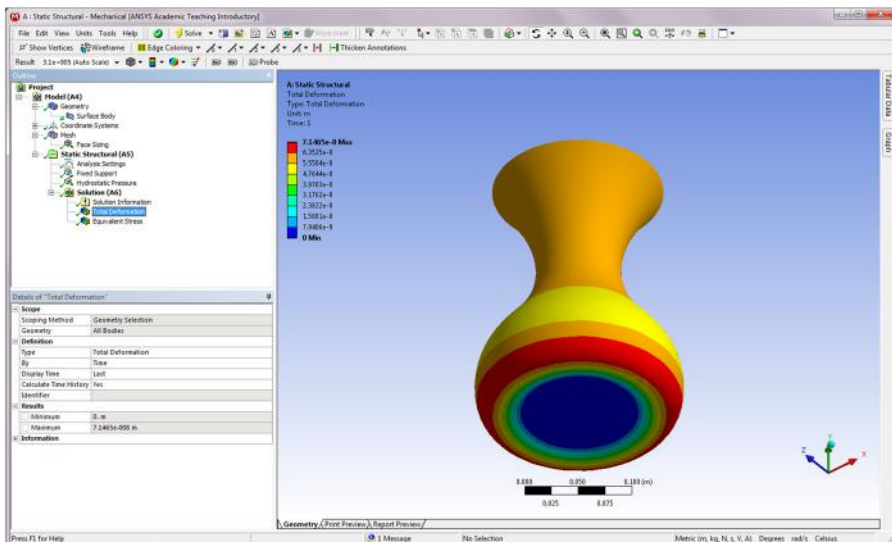 A : Static Structural - Mechanical [ANSYS Academic Teaching Introductory]
File Edit View Units Tools Help Solve Worksheet
Show Vertices Wireframe Edge Coloring Thicken Annotations
Result 3.1e+005 (Auto Scale) Probe
Outline
Project
Model (A4)
Geometry
Surface Body
Coordinate Systems
Mesh
Face Sizing
Static Structural (A5)
Analysis Settings
Fixed Support
Hydrostatic Pressure
Solution (A6)
Solution Information
Total Deformation
Equivalent Stress
Details of "Total Deformation"
Scope
Scoping Method Geometry Selection
Geometry All Bodies
Definition
Type Total Deformation
By Time
Display Time Last
Calculate Time History Yes
Identifier
Results
Minimum 0. m
Maximum 7.1465e-008 m
Information
A: Static Structural
Total Deformation
Type: Total Deformation
Unit: m
Time: 1
7.1465e-8 Max
6.3525e-8
5.5584e-8
4.7644e-8
3.9703e-8
3.1762e-8
2.3822e-8
1.5881e-8
7.9406e-9
0 Min
0.000 0.050 0.100 (m)
0.025 0.075
Z Y X
Geometry Print Preview Report Preview
Tabular Data
Graph
Press F1 for Help 1 Message No Selection Metric (m, kg, N, s, V, A) Degrees rad/s Celsius